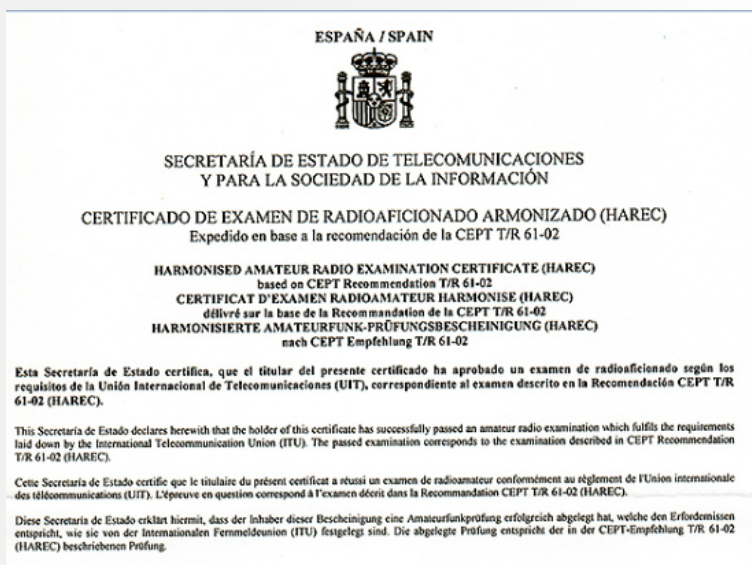 ESPAÑA / SPAIN
SECRETARÍA DE ESTADO DE TELECOMUNICACIONES
Y PARA LA SOCIEDAD DE LA INFORMACIÓN
CERTIFICADO DE EXAMEN DE RADIOAFICIONADO ARMONIZADO (HAREC)
Expedido en base a la recomendación de la CEPT T/R 61-02
HARMONISED AMATEUR RADIO EXAMINATION CERTIFICATE (HAREC)
based on CEPT Recommendation T/R 61-02
CERTIFICAT D'EXAMEN RADIOAMATEUR HARMONISE (HAREC)
délivré sur la base de la Recommandation de la CEPT T/R 61-02
HARMONISIERTE AMATEURFUNK-PRÜFUNGSBESCHEINIGUNG (HAREC)
nach CEPT Empfehlung T/R 61-02
Esta Secretaría de Estado certifica, que el titular del presente certificado ha aprobado un examen de radioaficionado según los
requisitos de la Unión Internacional de Telecomunicaciones (UIT), correspondiente al examen descrito en la Recomendación CEPT T/R
61-02 (HAREC).
This Secretaría de Estado declares herewith that the holder of this certificate has successfully passed an amateur radio examination which fulfils the requirements
laid down by the International Telecommunication Union (ITU). The passed examination corresponds to the examination described in CEPT Recommendation
T/R 61-02 (HAREC).
Cette Secretaría de Estado certifie que le titulaire du présent certificat a réussi un examen de radioamateur conformément au règlement de l'Union internationale
des télécommunications (UIT). L'épreuve en question correspond à l'examen décrit dans la Recommandation CEPT T/R 61-02 (HAREC).
Diese Secretaría de Estado erklärt hiermit, dass der Inhaber dieser Bescheinigung eine Amateurfunkprüfung erfolgreich abgelegt hat, welche den Erfordernissen
entspricht, wie sie von der Internationalen Fernmeldeunion (ITU) festgelegt sind. Die abgelegte Prüfung entspricht der in der CEPT-Empfehlung T/R 61-02
(HAREC) beschriebenen Prüfung.